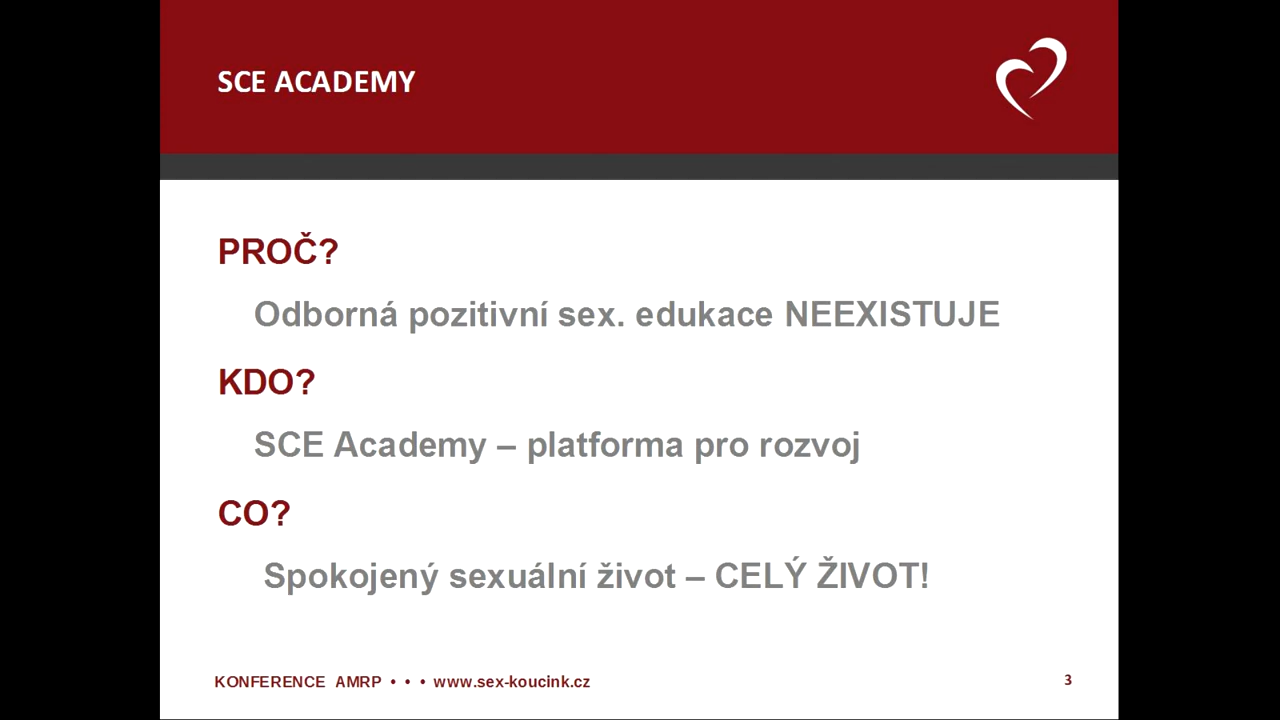 SCE ACADEMY
PROČ?
Odborná pozitivní sex. edukace NEEXISTUJE
KDO?
SCE Academy – platforma pro rozvoj
CO?
Spokojený sexuální život – CELÝ ŽIVOT!
KONFERENCE AMRP • • • www.sex-koucink.cz
3